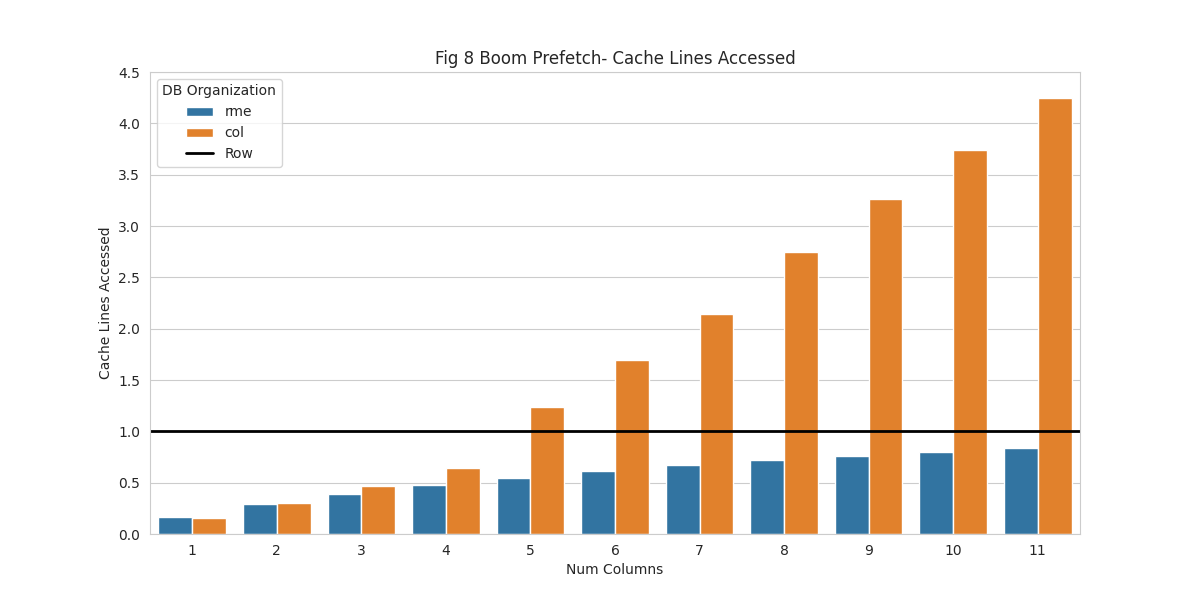 Fig 8 Boom Prefetch- Cache Lines Accessed
DB Organization
rme
col
Row
Cache Lines Accessed
4.5
4.0
3.5
3.0
2.5
2.0
1.5
1.0
0.5
0.0
1 2 3 4 5 6 7 8 9 10 11
Num Columns